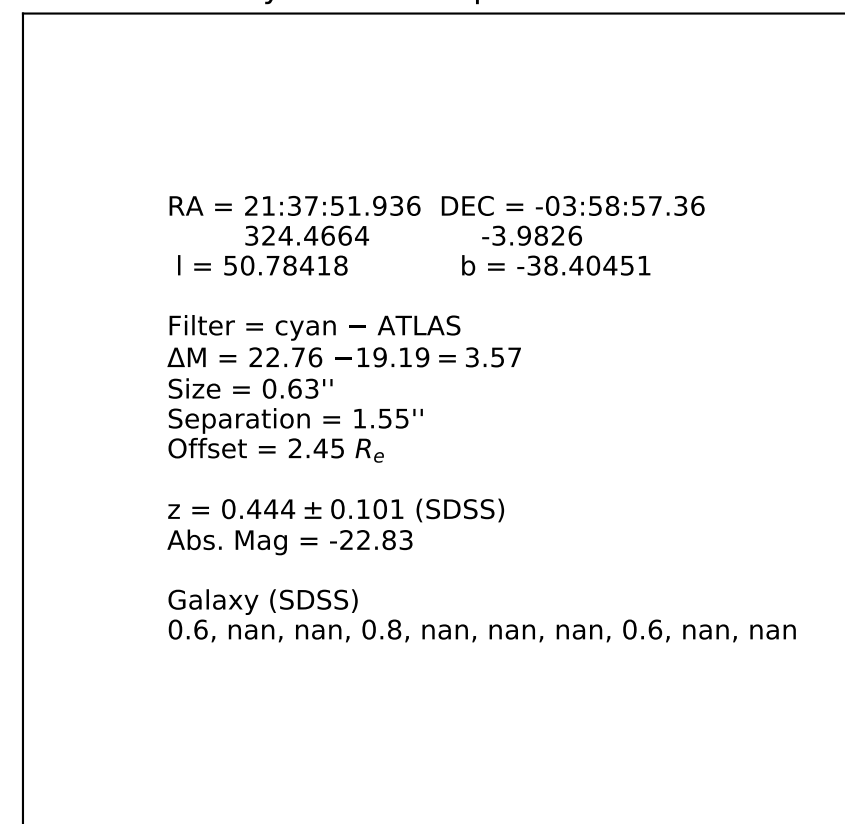 RA = 21:37:51.936 DEC = -03:58:57.36
324.4664 -3.9826
l = 50.78418 b = -38.40451
Filter = cyan − ATLAS
ΔM = 22.76 −19.19 = 3.57
Size = 0.63''
Separation = 1.55''
Offset = 2.45 Re
z = 0.444 ± 0.101 (SDSS)
Abs. Mag = -22.83
Galaxy (SDSS)
0.6, nan, nan, 0.8, nan, nan, nan, 0.6, nan, nan